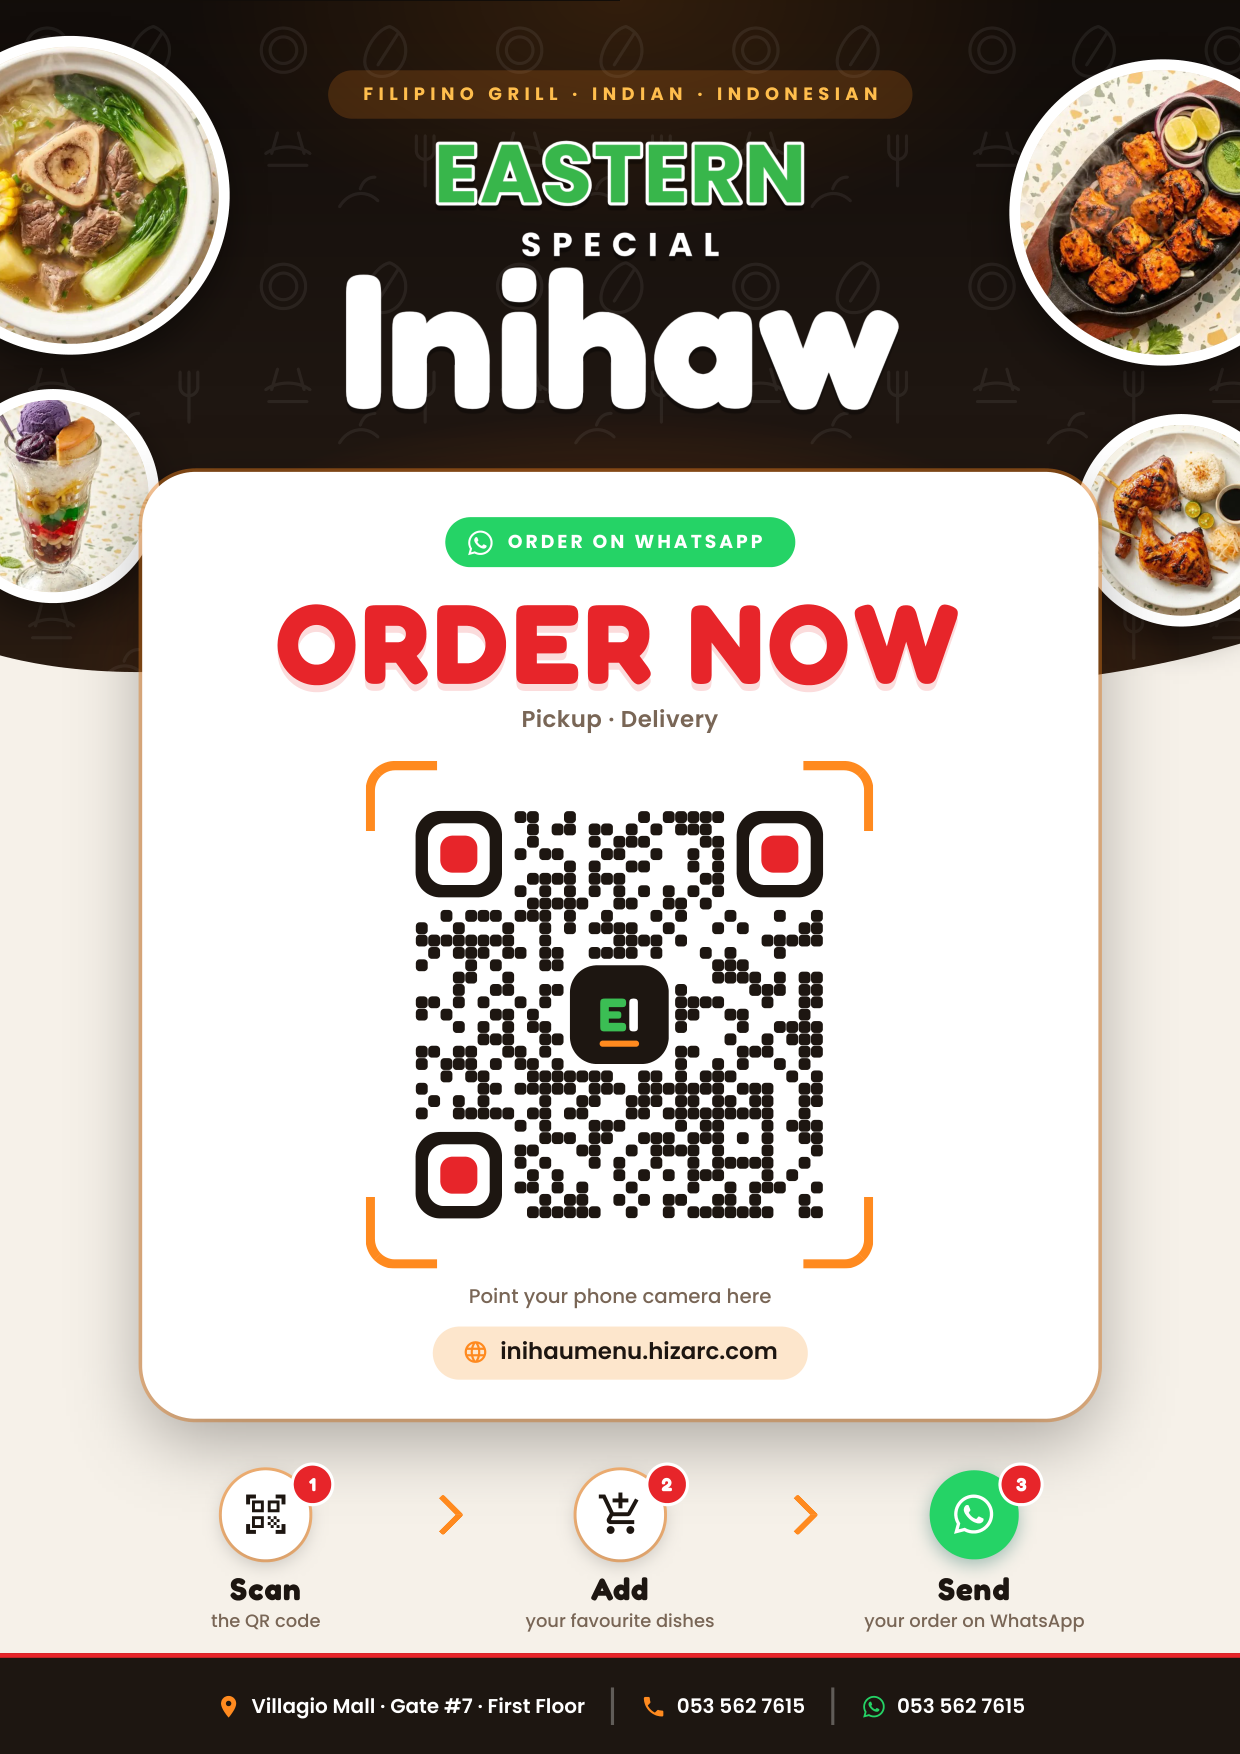 FILIPINO GRILL · INDIAN · INDONESIAN
EASTERN
SPECIAL
Inihaw
ORDER ON WHATSAPP
ORDER NOW
Pickup · Delivery
EI
Point your phone camera here
inihaumenu.hizarc.com
1
2
3
Scan
Add
Send
the QR code
your favourite dishes
your order on WhatsApp
Villagio Mall · Gate #7 · First Floor
053 562 7615
053 562 7615